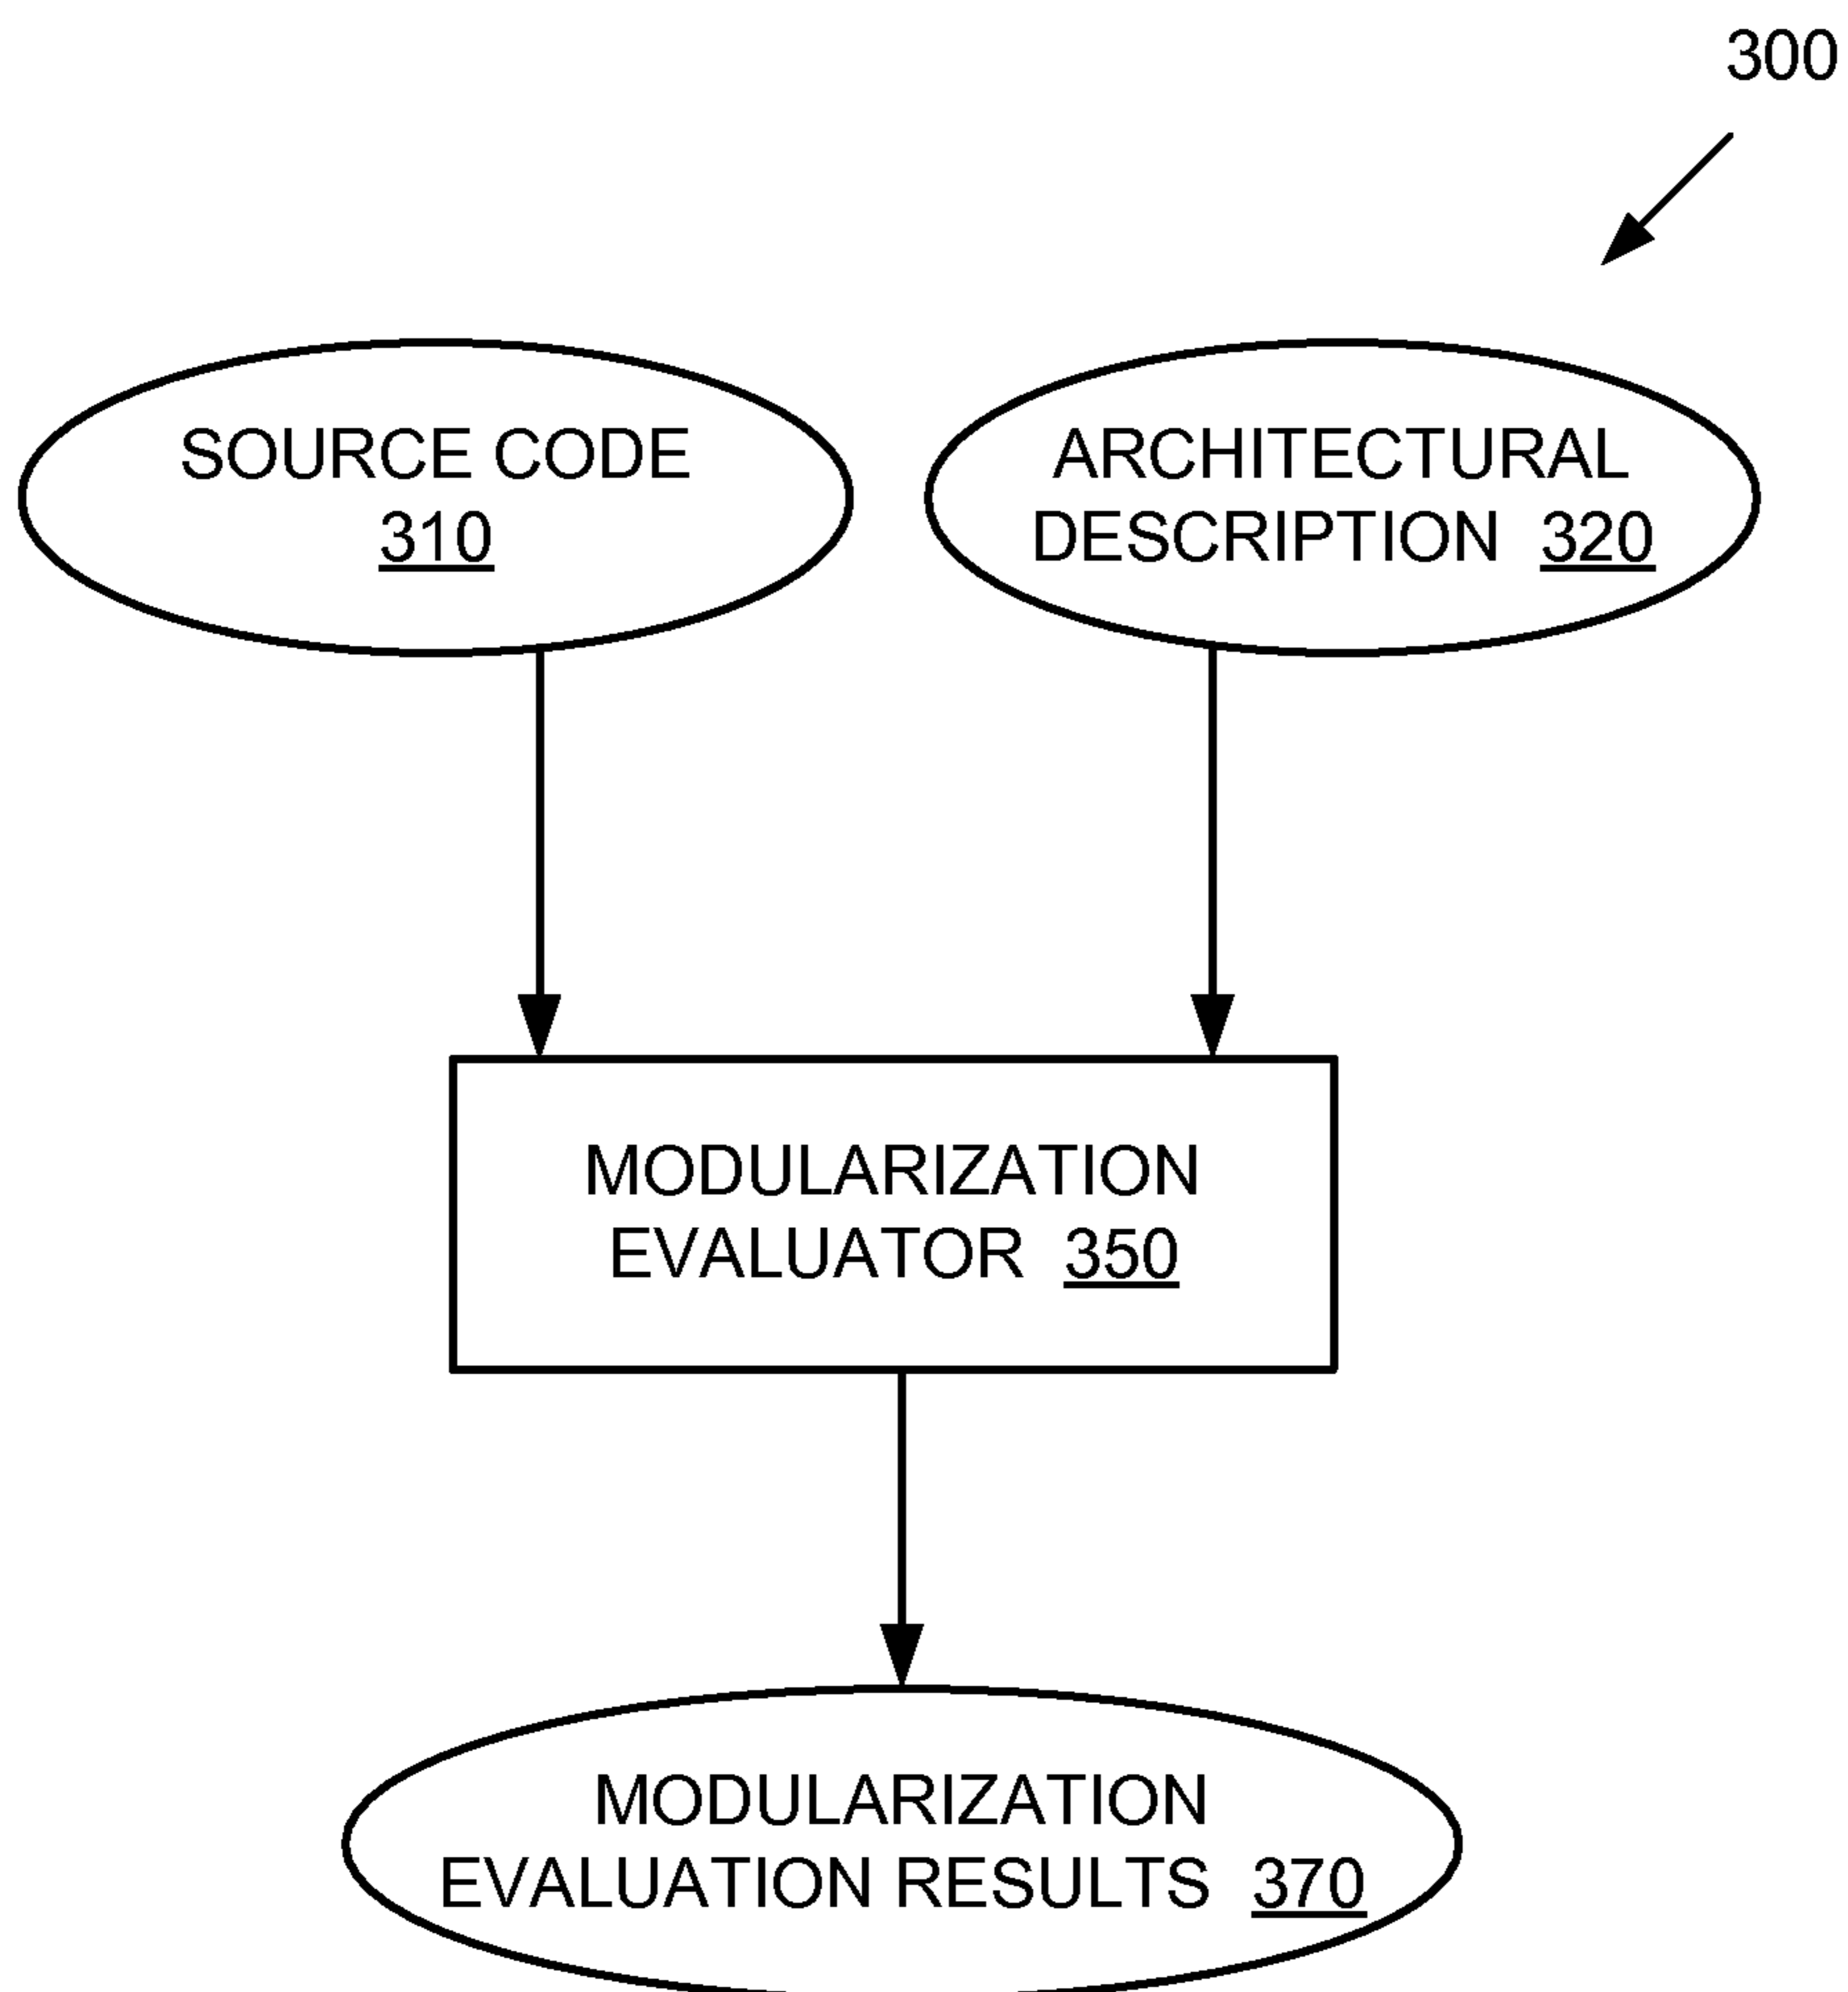 300
SOURCE CODE
310
ARCHITECTURAL
DESCRIPTION 320
MODULARIZATION
EVALUATOR 350
MODULARIZATION
EVALUATION RESULTS 370